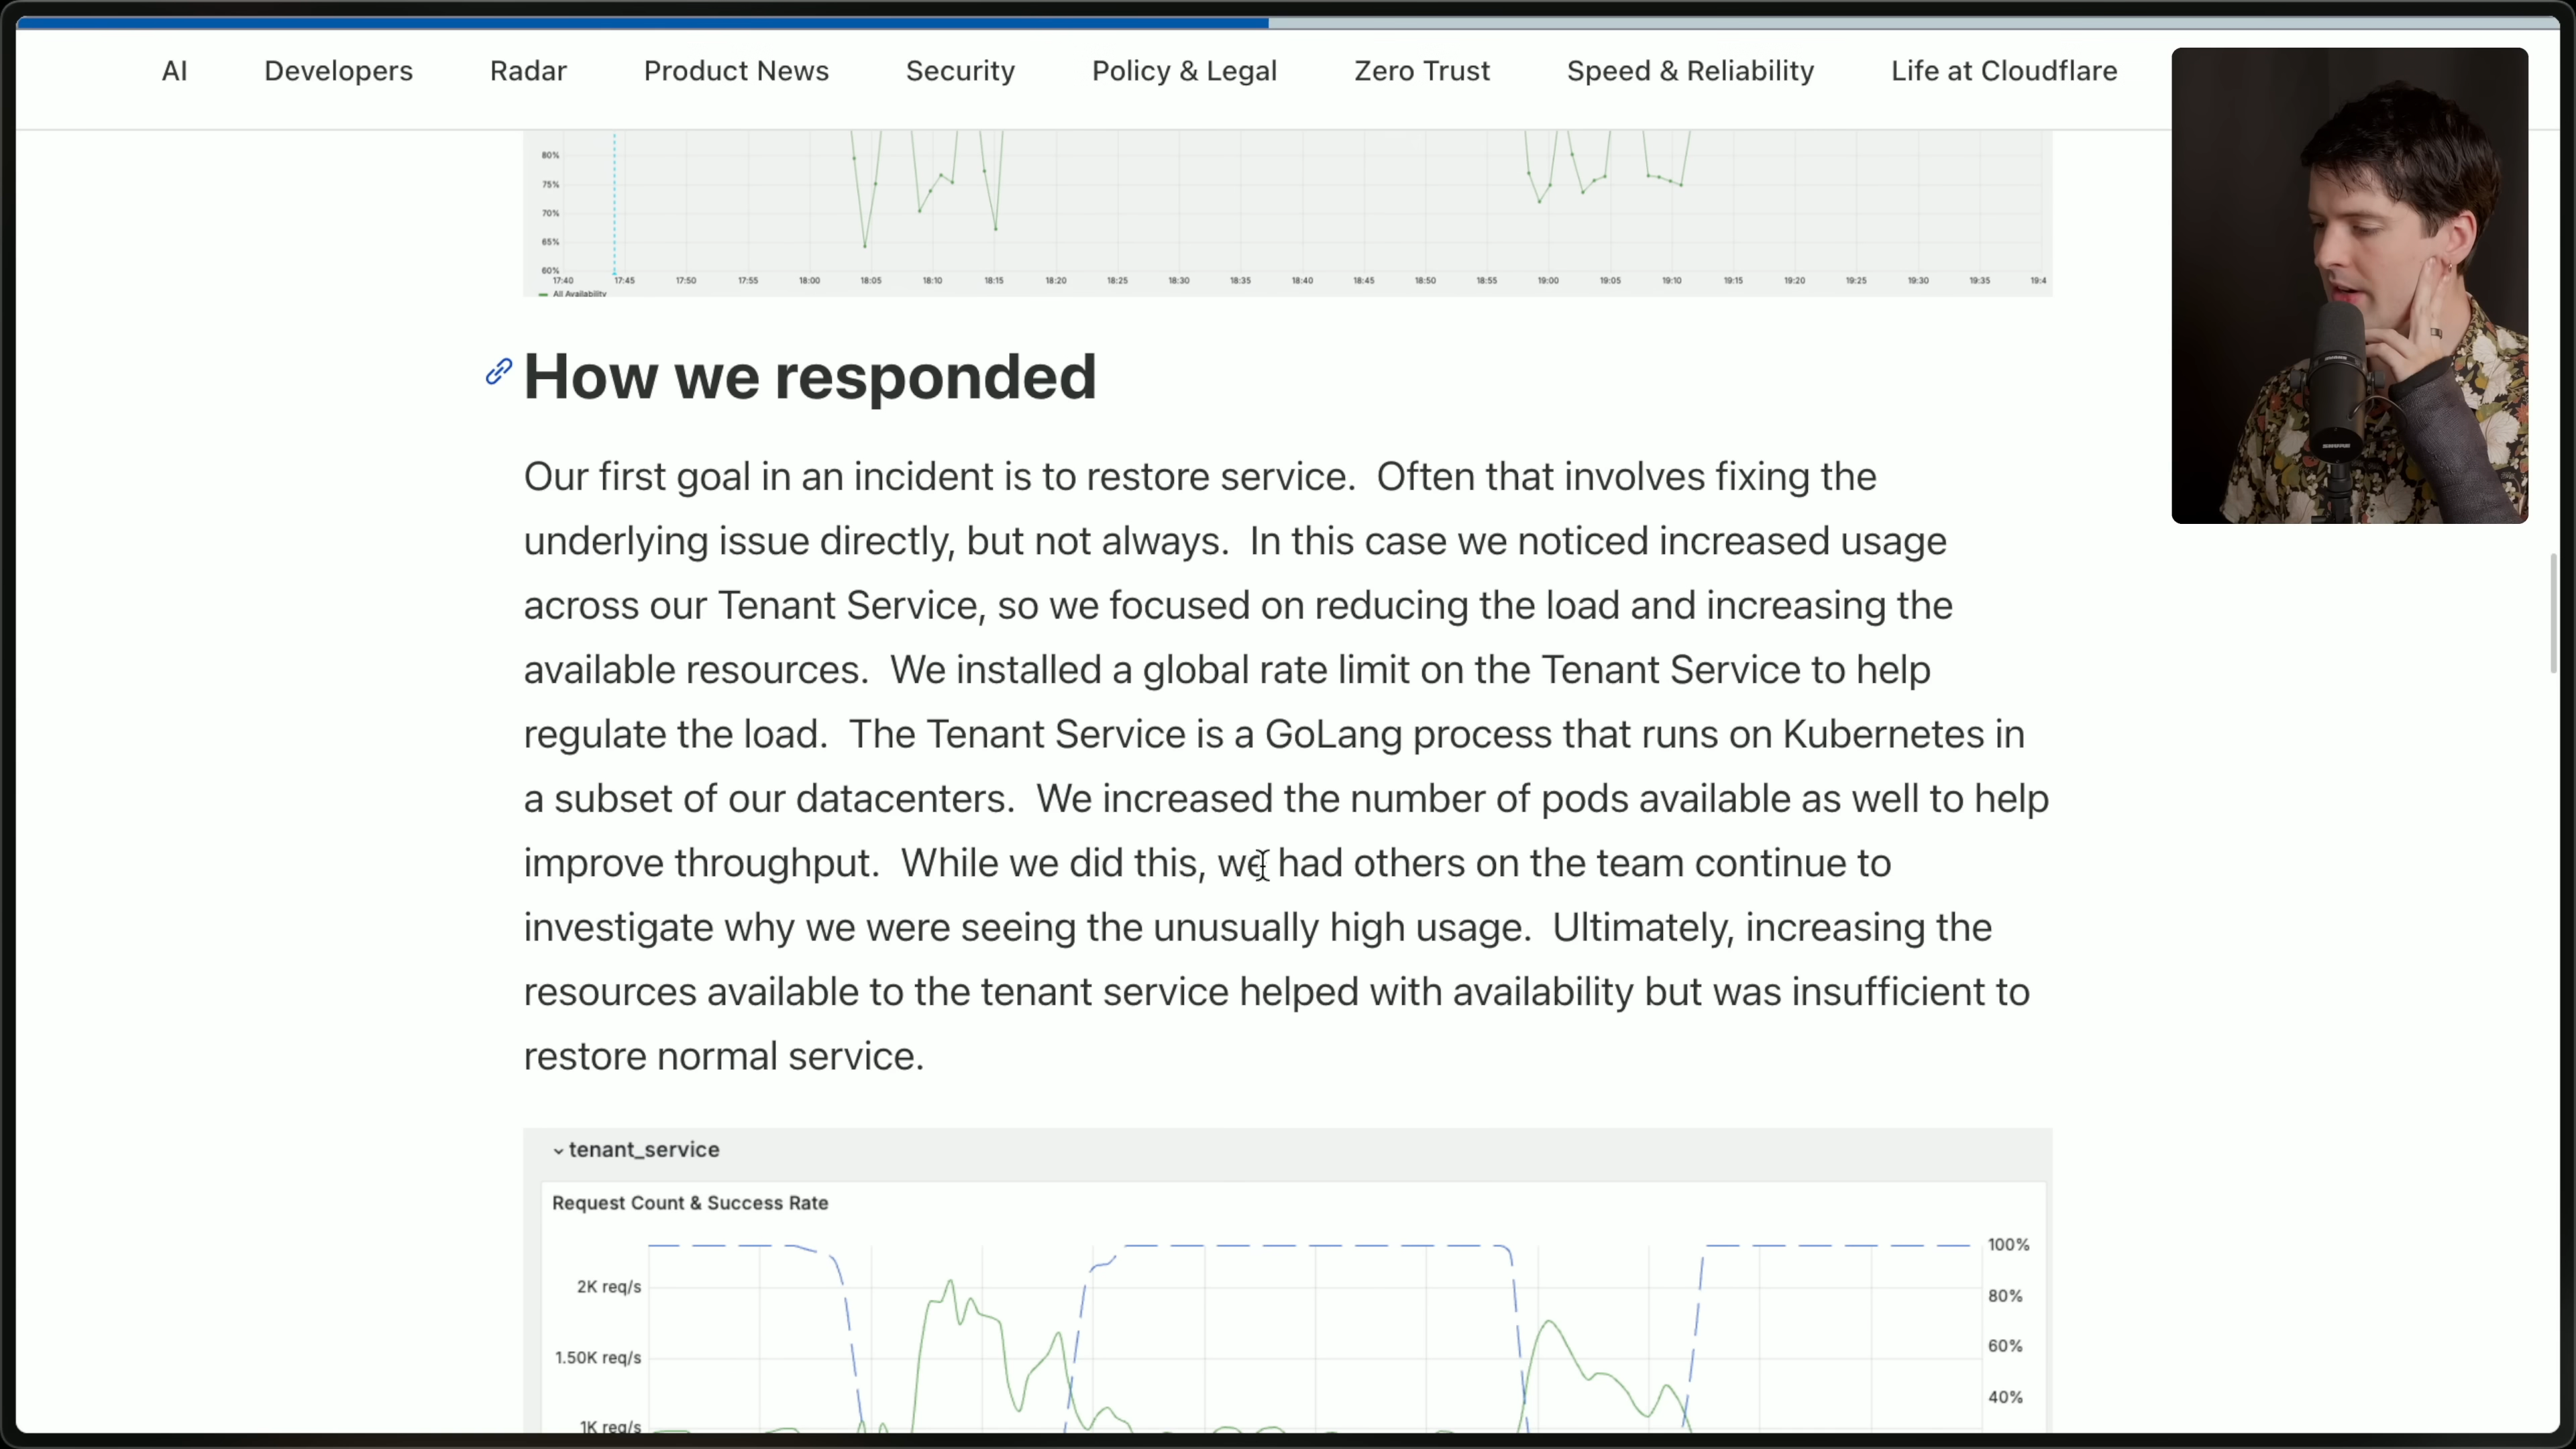 AI Developers Radar Product News Security Policy & Legal Zero Trust Speed & Reliability Life at Cloudflare
80%
75%
70%
65%
60%
17:40 17:45 17:50 17:55 18:00 18:05 18:10 18:15 18:20 18:25 18:30 18:35 18:40 18:45 18:50 18:55 19:00 19:05 19:10 19:15 19:20 19:25 19:30 19:35 19:4
All Availability
How we responded
Our first goal in an incident is to restore service. Often that involves fixing the
underlying issue directly, but not always. In this case we noticed increased usage
across our Tenant Service, so we focused on reducing the load and increasing the
available resources. We installed a global rate limit on the Tenant Service to help
regulate the load. The Tenant Service is a GoLang process that runs on Kubernetes in
a subset of our datacenters. We increased the number of pods available as well to help
improve throughput. While we did this, we had others on the team continue to
investigate why we were seeing the unusually high usage. Ultimately, increasing the
resources available to the tenant service helped with availability but was insufficient to
restore normal service.
tenant_service
Request Count & Success Rate
100%
2K req/s
80%
60%
1.50K req/s
40%
1K req/s